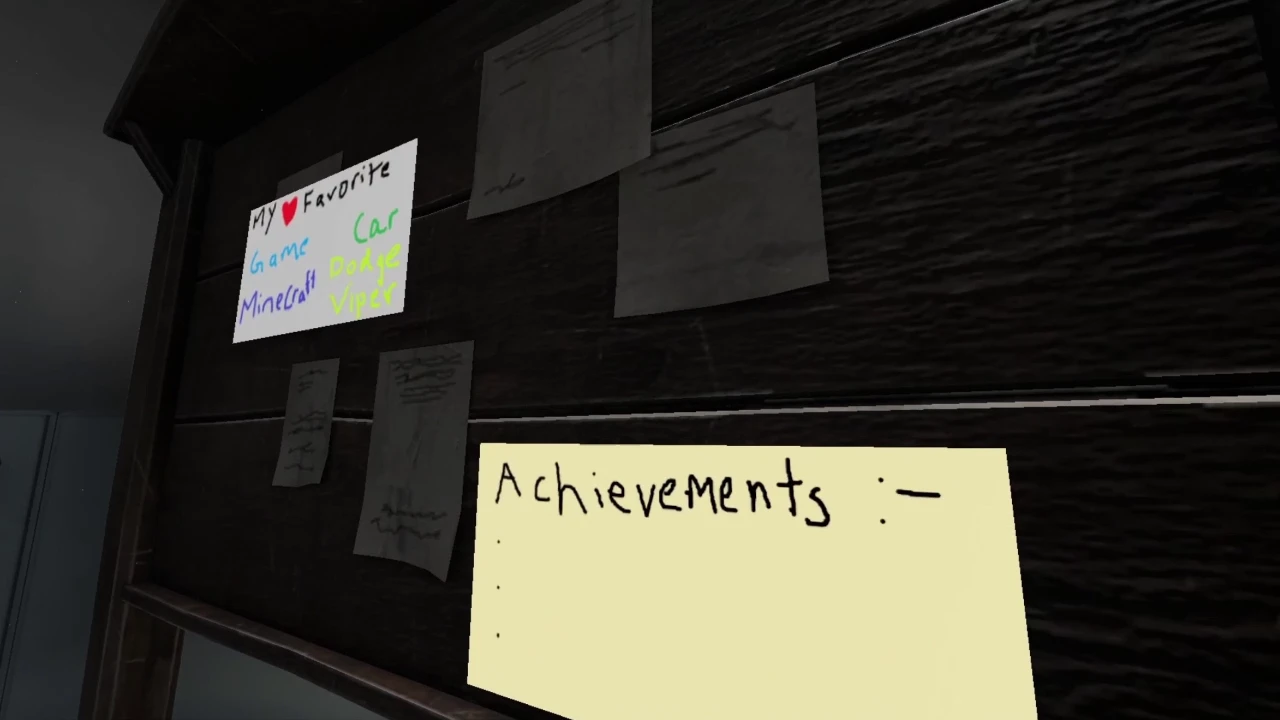 My ♥ Favorite
Game Car
Minecraft Dodge
Viper
Achievements :-
.
.
.